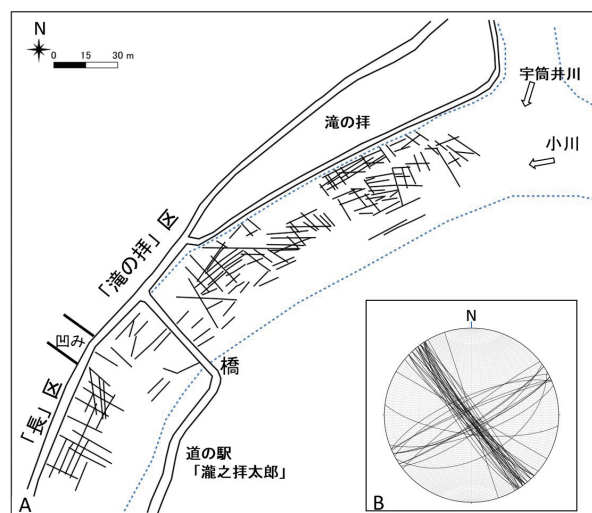 N
0 15 30 m
宇筒井川
滝の拝
小川
「滝の拝」区
凹み
「長」区
橋
道の駅
「瀧之拝太郎」
A
N
B